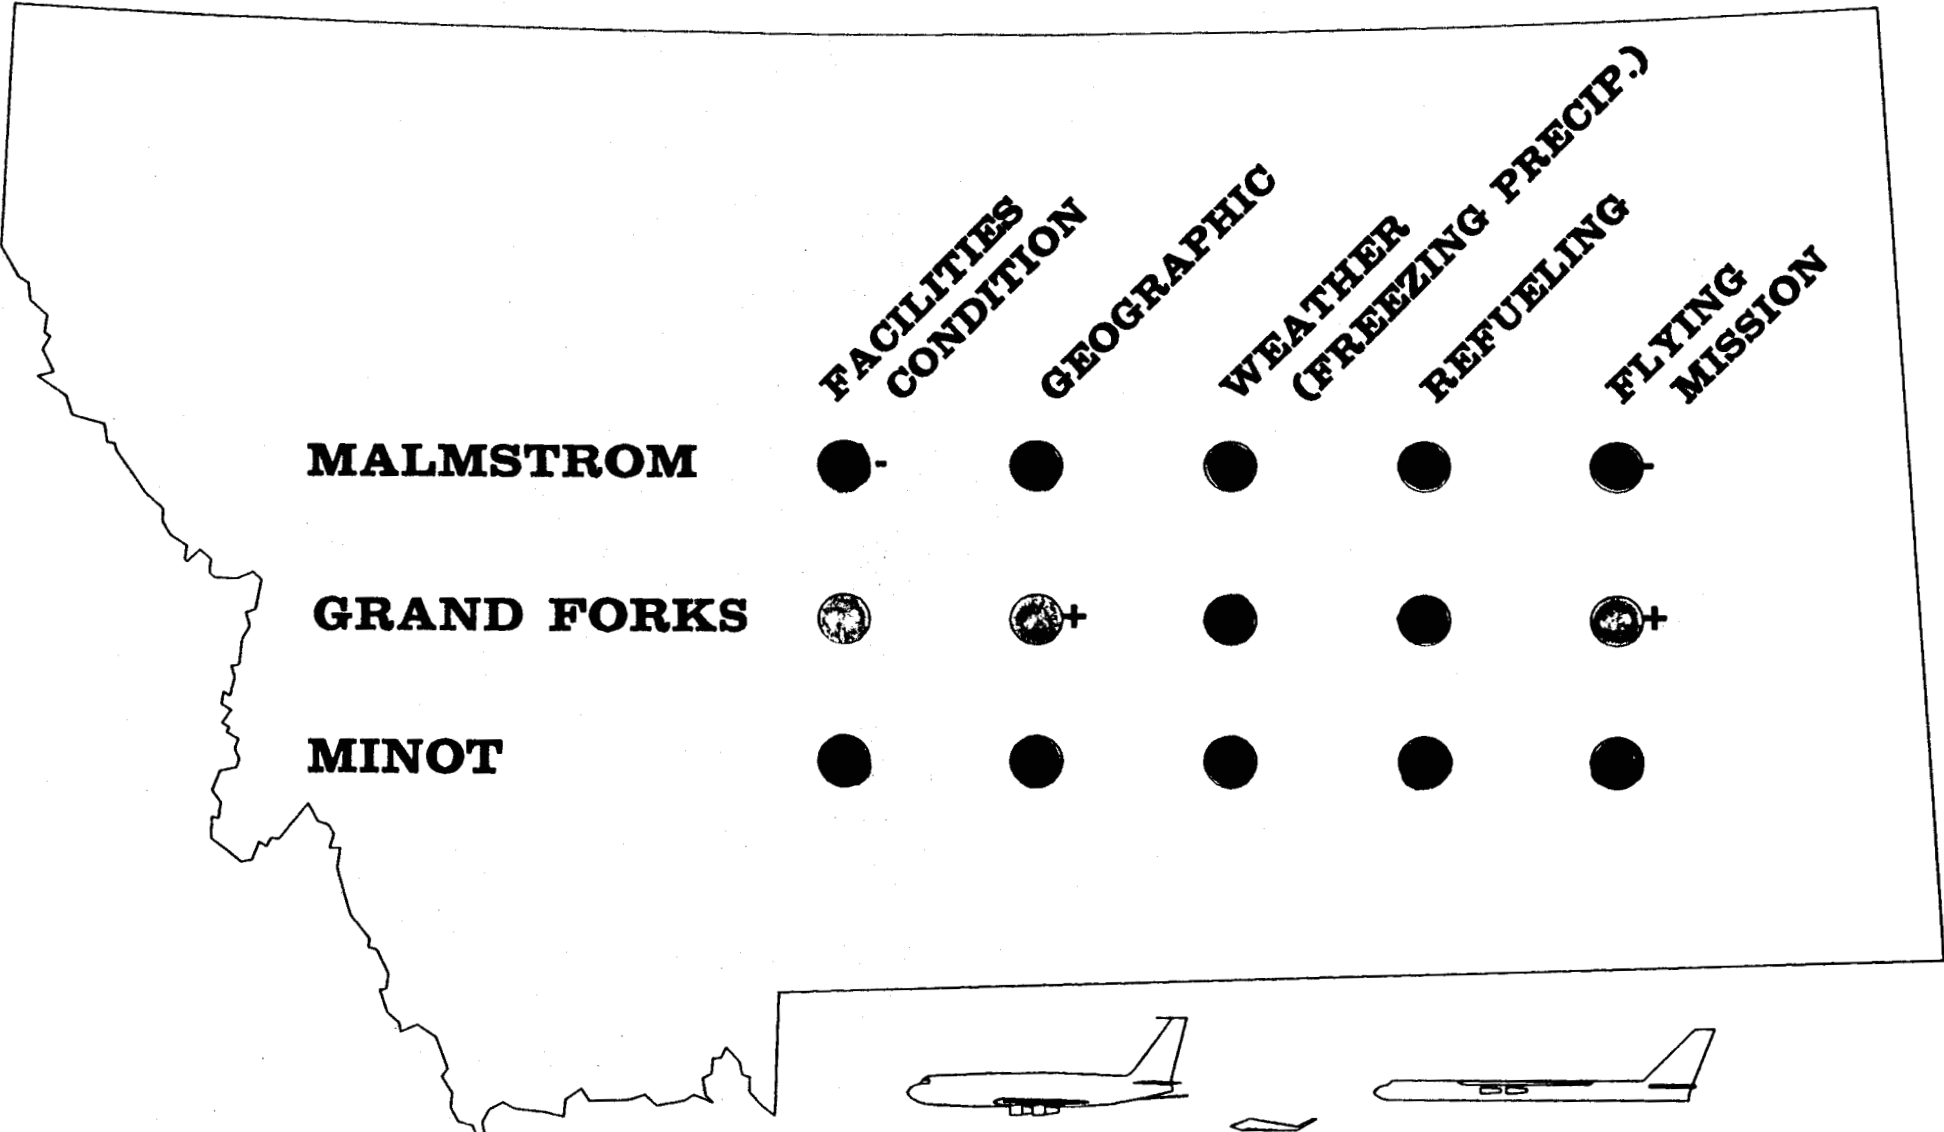 FACILITIES
CONDITION
GEOGRAPHIC
WEATHER
(FREEZING PRECIP.)
REFUELING
FLYING
MISSION
MALMSTROM - -
GRAND FORKS + +
MINOT